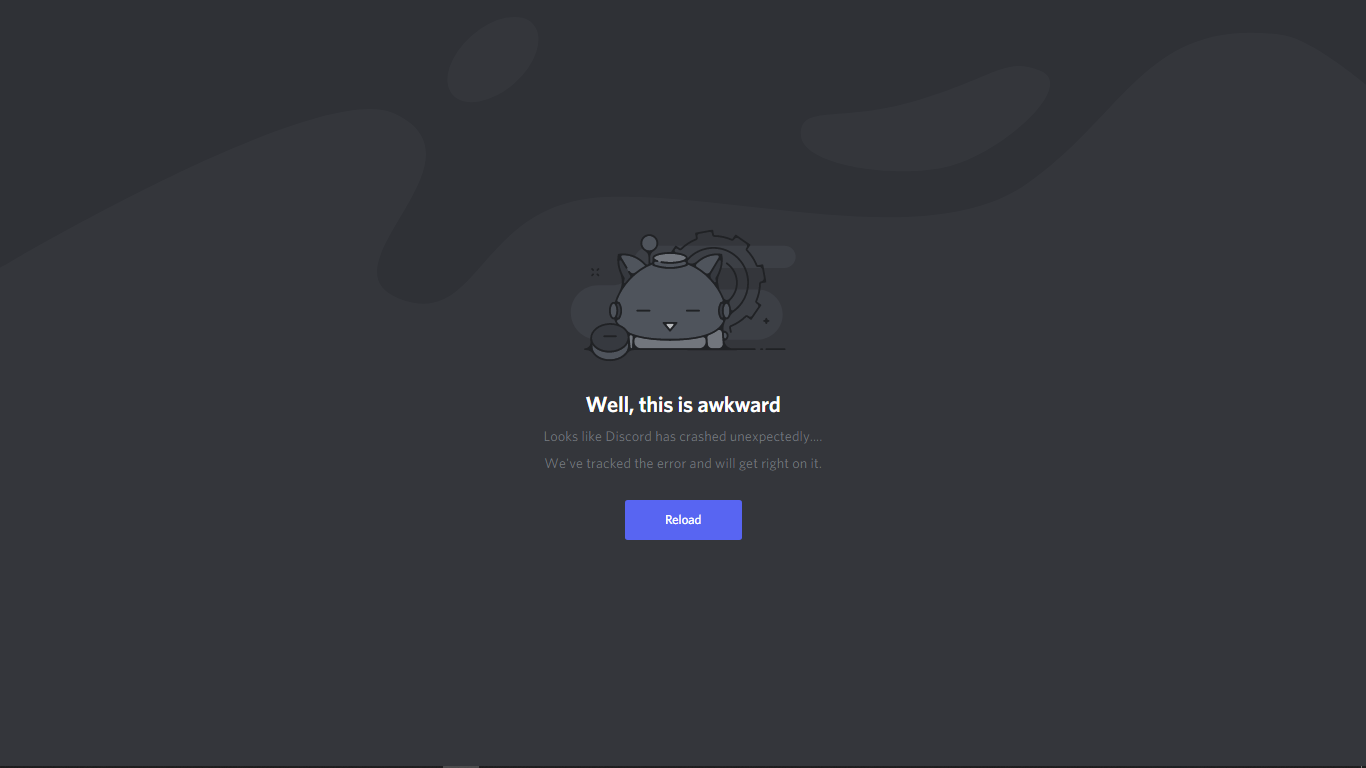 Well, this is awkward
Looks like Discord has crashed unexpectedly....
We've tracked the error and will get right on it.
Reload